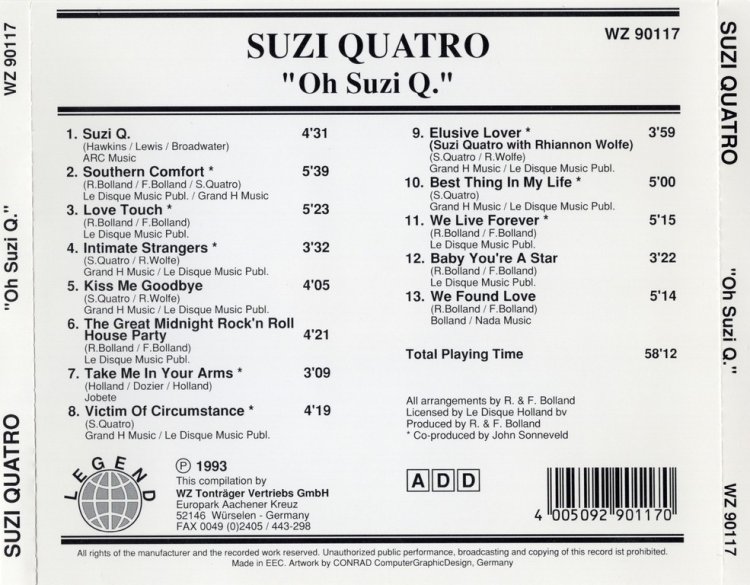 WZ 90117
"Oh Suzi Q."
SUZI QUATRO
SUZI QUATRO
WZ 90117
"Oh Suzi Q."
1. Suzi Q. 4'31
(Hawkins / Lewis / Broadwater)
ARC Music
2. Southern Comfort * 5'39
(R.Bolland / F.Bolland / S.Quatro)
Le Disque Music Publ. / Grand H Music
3. Love Touch * 5'23
(R.Bolland / F.Bolland)
Le Disque Music Publ.
4. Intimate Strangers * 3'32
(S.Quatro / R.Wolfe)
Grand H Music / Le Disque Music Publ.
5. Kiss Me Goodbye 4'05
(S.Quatro / R.Wolfe)
Grand H Music / Le Disque Music Publ.
6. The Great Midnight Rock'n Roll
House Party 4'21
(R.Bolland / F.Bolland)
Le Disque Music Publ.
7. Take Me In Your Arms * 3'09
(Holland / Dozier / Holland)
Jobete
8. Victim Of Circumstance * 4'19
(S.Quatro)
Grand H Music / Le Disque Music Publ.
9. Elusive Lover * 3'59
(Suzi Quatro with Rhiannon Wolfe)
(S.Quatro / R.Wolfe)
Grand H Music / Le Disque Music Publ.
10. Best Thing In My Life * 5'00
(S.Quatro)
Grand H Music / Le Disque Music Publ.
11. We Live Forever * 5'15
(R.Bolland / F.Bolland)
Le Disque Music Publ.
12. Baby You're A Star 3'22
(R.Bolland / F.Bolland)
Le Disque Music Publ.
13. We Found Love 5'14
(R.Bolland / F.Bolland)
Bolland / Nada Music
Total Playing Time 58'12
All arrangements by R. & F. Bolland
Licensed by Le Disque Holland bv
Produced by R. & F. Bolland
* Co-produced by John Sonneveld
LEGEND
℗ 1993
This compilation by
WZ Tonträger Vertriebs GmbH
Europark Aachener Kreuz
52146 Würselen - Germany
FAX 0049 (0)2405 / 443-298
A D D
4 005092 901170
All rights of the manufacturer and the recorded work reserved. Unauthorized public performance, broadcasting and copying of this record ist prohibited.
Made in EEC. Artwork by CONRAD ComputerGraphicDesign, Germany
SUZI QUATRO
"Oh Suzi Q."
WZ 90117